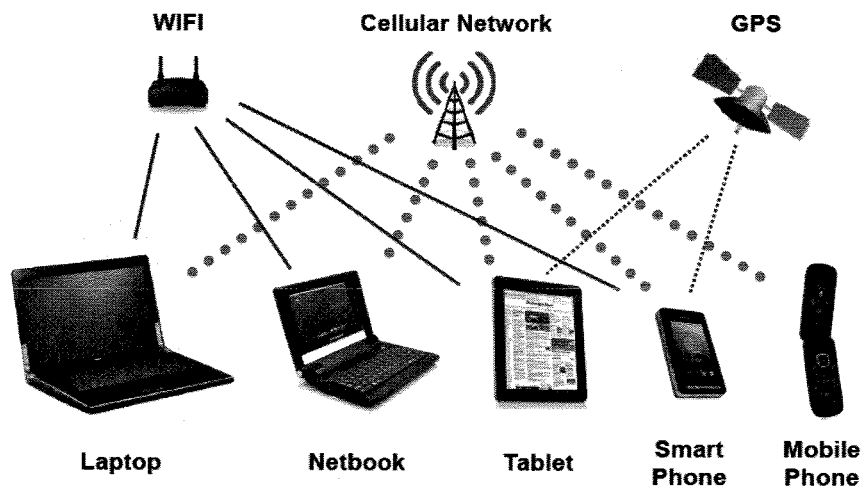 WIFI
Cellular Network
GPS
Laptop
Netbook
Tablet
Smart
Phone
Mobile
Phone